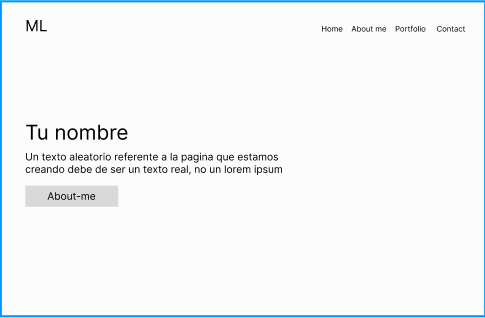 ML
Home About me Portfolio Contact
Tu nombre
Un texto aleatorio referente a la pagina que estamos
creando debe de ser un texto real, no un lorem ipsum
About-me